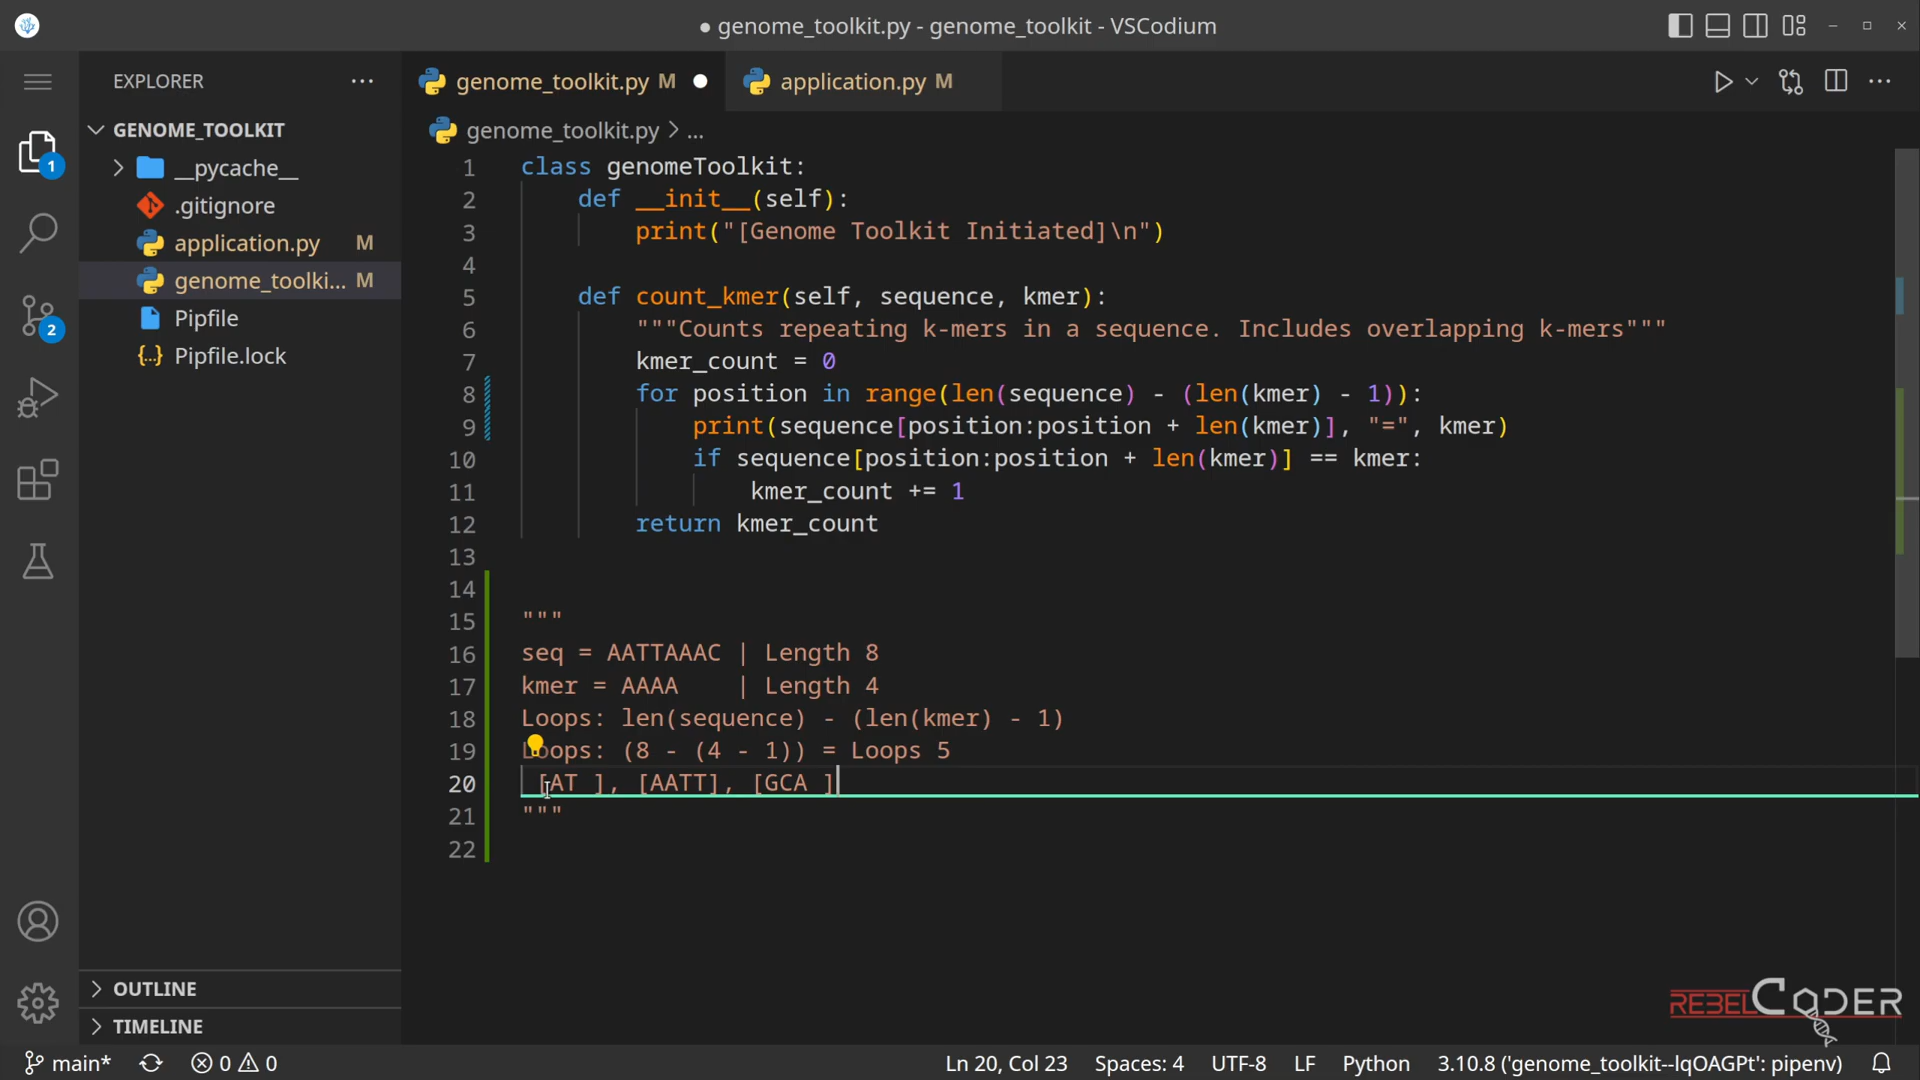 ● genome_toolkit.py - genome_toolkit - VSCodium
EXPLORER
genome_toolkit.py M
application.py M
GENOME_TOOLKIT
genome_toolkit.py > ...
__pycache__
.gitignore
application.py M
genome_toolki... M
Pipfile
Pipfile.lock
1
2
1 class genomeToolkit:
2 def __init__(self):
3 print("[Genome Toolkit Initiated]\n")
4
5 def count_kmer(self, sequence, kmer):
6 """Counts repeating k-mers in a sequence. Includes overlapping k-mers"""
7 kmer_count = 0
8 for position in range(len(sequence) - (len(kmer) - 1)):
9 print(sequence[position:position + len(kmer)], "=", kmer)
10 if sequence[position:position + len(kmer)] == kmer:
11 kmer_count += 1
12 return kmer_count
13
14
15 """
16 seq = AATTAAAC | Length 8
17 kmer = AAAA | Length 4
18 Loops: len(sequence) - (len(kmer) - 1)
19 Loops: (8 - (4 - 1)) = Loops 5
20 [AT ], [AATT], [GCA ]
21 """
22
OUTLINE
TIMELINE
REBELCODER
main* 0 0 Ln 20, Col 23 Spaces: 4 UTF-8 LF Python 3.10.8 ('genome_toolkit--lqOAGPt': pipenv)